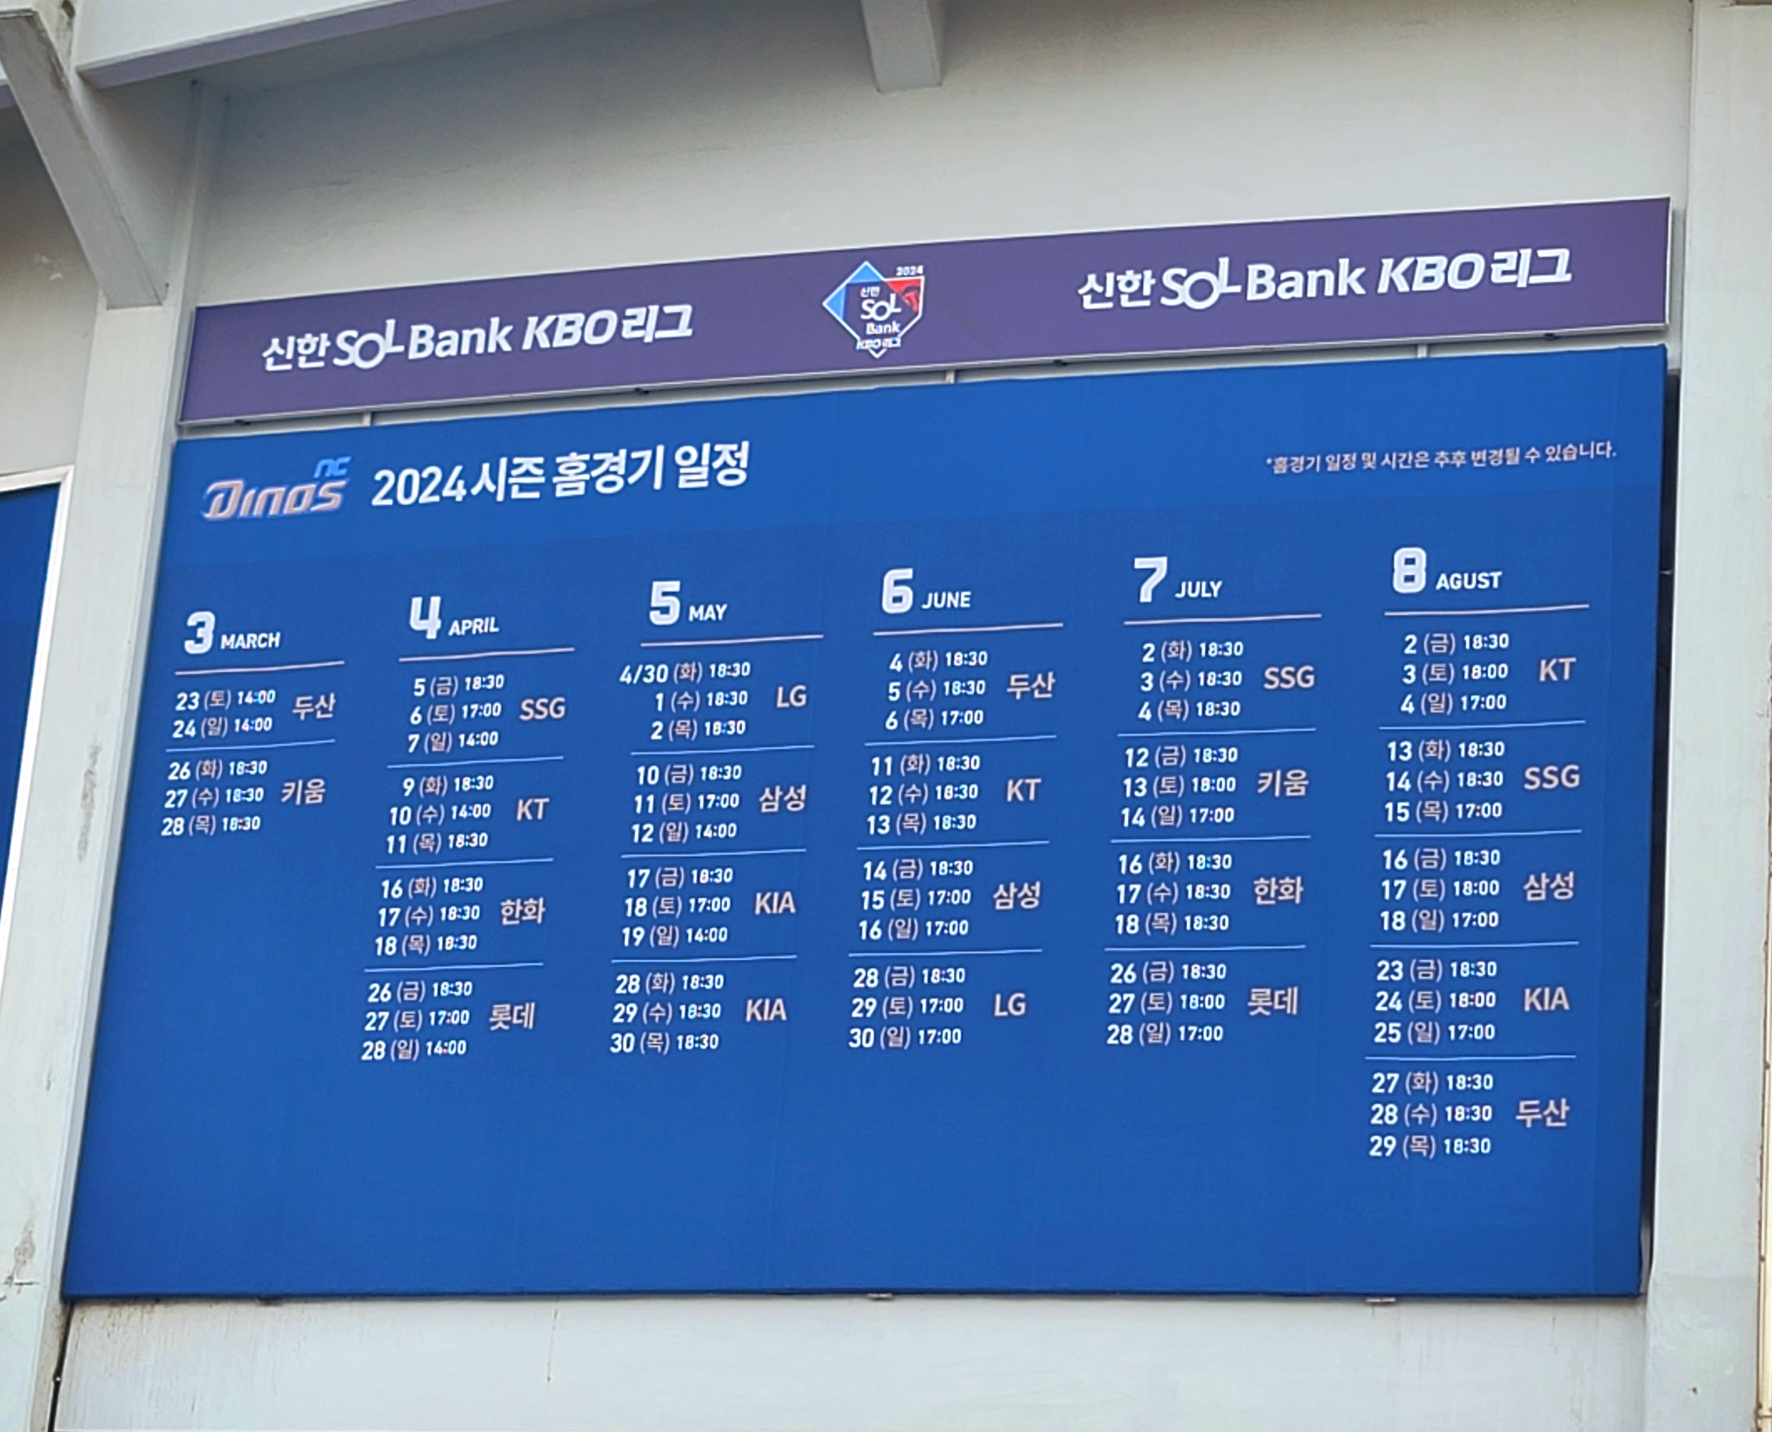 신한 SOL Bank KBO 리그
2024
신한
SOL
Bank
KBO 리그
신한 SOL Bank KBO 리그
NC
Dinos
2024 시즌 홈경기 일정
*홈경기 일정 및 시간은 추후 변경될 수 있습니다.
3 MARCH
23 (토) 14:00
24 (일) 14:00
두산
26 (화) 18:30
27 (수) 18:30
28 (목) 18:30
키움
4 APRIL
5 (금) 18:30
6 (토) 17:00
7 (일) 14:00
SSG
9 (화) 18:30
10 (수) 14:00
11 (목) 18:30
KT
16 (화) 18:30
17 (수) 18:30
18 (목) 18:30
한화
26 (금) 18:30
27 (토) 17:00
28 (일) 14:00
롯데
5 MAY
4/30 (화) 18:30
1 (수) 18:30
2 (목) 18:30
LG
10 (금) 18:30
11 (토) 17:00
12 (일) 14:00
삼성
17 (금) 18:30
18 (토) 17:00
19 (일) 14:00
KIA
28 (화) 18:30
29 (수) 18:30
30 (목) 18:30
KIA
6 JUNE
4 (화) 18:30
5 (수) 18:30
6 (목) 17:00
두산
11 (화) 18:30
12 (수) 18:30
13 (목) 18:30
KT
14 (금) 18:30
15 (토) 17:00
16 (일) 17:00
삼성
28 (금) 18:30
29 (토) 17:00
30 (일) 17:00
LG
7 JULY
2 (화) 18:30
3 (수) 18:30
4 (목) 18:30
SSG
12 (금) 18:30
13 (토) 18:00
14 (일) 17:00
키움
16 (화) 18:30
17 (수) 18:30
18 (목) 18:30
한화
26 (금) 18:30
27 (토) 18:00
28 (일) 17:00
롯데
8 AGUST
2 (금) 18:30
3 (토) 18:00
4 (일) 17:00
KT
13 (화) 18:30
14 (수) 18:30
15 (목) 17:00
SSG
16 (금) 18:30
17 (토) 18:00
18 (일) 17:00
삼성
23 (금) 18:30
24 (토) 18:00
25 (일) 17:00
KIA
27 (화) 18:30
28 (수) 18:30
29 (목) 18:30
두산